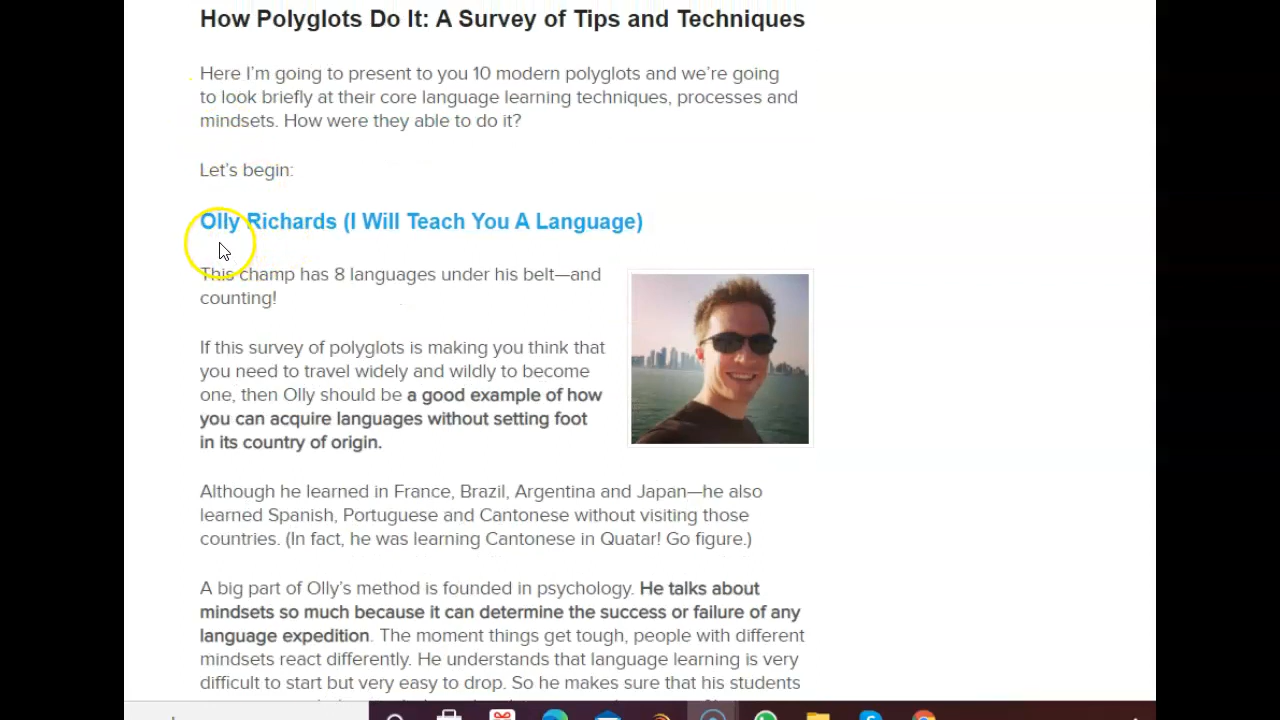 How Polyglots Do It: A Survey of Tips and Techniques
Here I’m going to present to you 10 modern polyglots and we’re going
to look briefly at their core language learning techniques, processes and
mindsets. How were they able to do it?
Let’s begin:
Olly Richards (I Will Teach You A Language)
This champ has 8 languages under his belt—and
counting!
If this survey of polyglots is making you think that
you need to travel widely and wildly to become
one, then Olly should be a good example of how
you can acquire languages without setting foot
in its country of origin.
Although he learned in France, Brazil, Argentina and Japan—he also
learned Spanish, Portuguese and Cantonese without visiting those
countries. (In fact, he was learning Cantonese in Quatar! Go figure.)
A big part of Olly’s method is founded in psychology. He talks about
mindsets so much because it can determine the success or failure of any
language expedition. The moment things get tough, people with different
mindsets react differently. He understands that language learning is very
difficult to start but very easy to drop. So he makes sure that his students